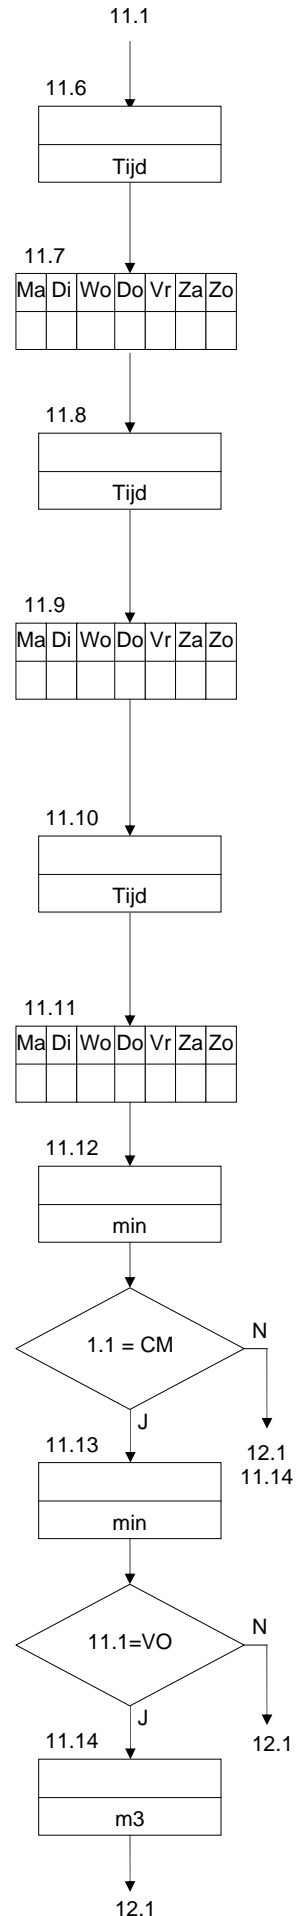 11.1
11.6
Tijd
11.7
Ma Di Wo Do Vr Za Zo
11.8
Tijd
11.9
Ma Di Wo Do Vr Za Zo
11.10
Tijd
11.11
Ma Di Wo Do Vr Za Zo
11.12
min
1.1 = CM
N
J
12.1
11.14
11.13
min
11.1=VO
N
J
12.1
11.14
m3
12.1